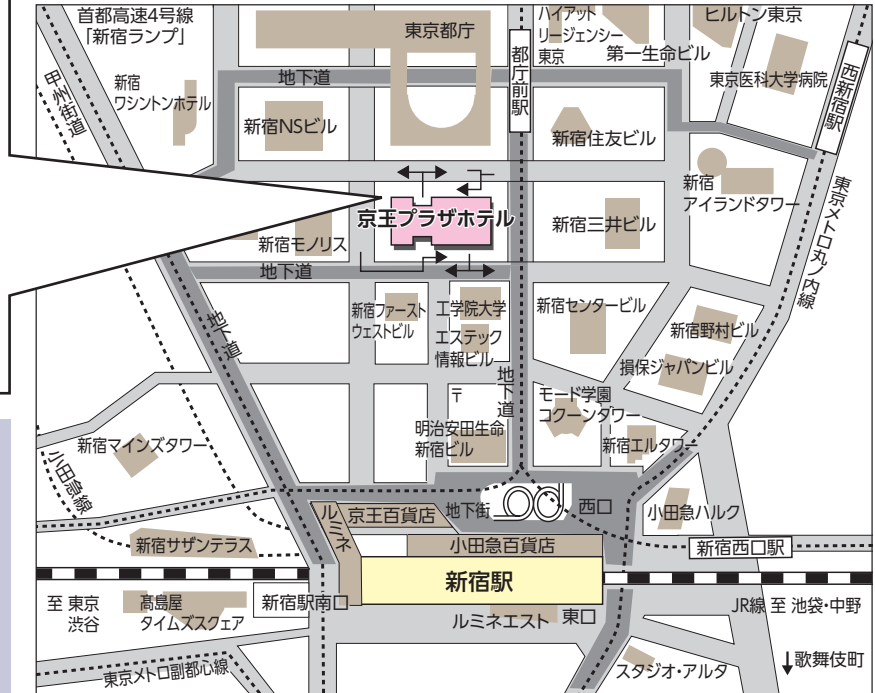 首都高速4号線
「新宿ランプ」
東京都庁
ハイアット
リージェンシー
東京
第一生命ビル
ヒルトン東京
甲州街道
新宿
ワシントンホテル
地下道
都庁前駅
東京医科大学病院
西新宿駅
新宿NSビル
新宿住友ビル
新宿
アイランドタワー
東京メトロ丸ノ内線
京王プラザホテル
新宿三井ビル
新宿モノリス
地下道
地下道
新宿ファースト
ウェストビル
工学院大学
エステック
情報ビル
新宿センタービル
新宿野村ビル
損保ジャパンビル
地下道
〒
モード学園
コクーンタワー
明治安田生命
新宿ビル
新宿エルタワー
新宿マインズタワー
小田急線
ルミネ
京王百貨店
地下街
西口
小田急ハルク
新宿サザンテラス
小田急百貨店
新宿西口駅
新宿駅
至 東京
渋谷
髙島屋
タイムズスクェア
新宿駅南口
ルミネエスト
東口
JR線 至 池袋・中野
東京メトロ副都心線
スタジオ・アルタ
↓歌舞伎町